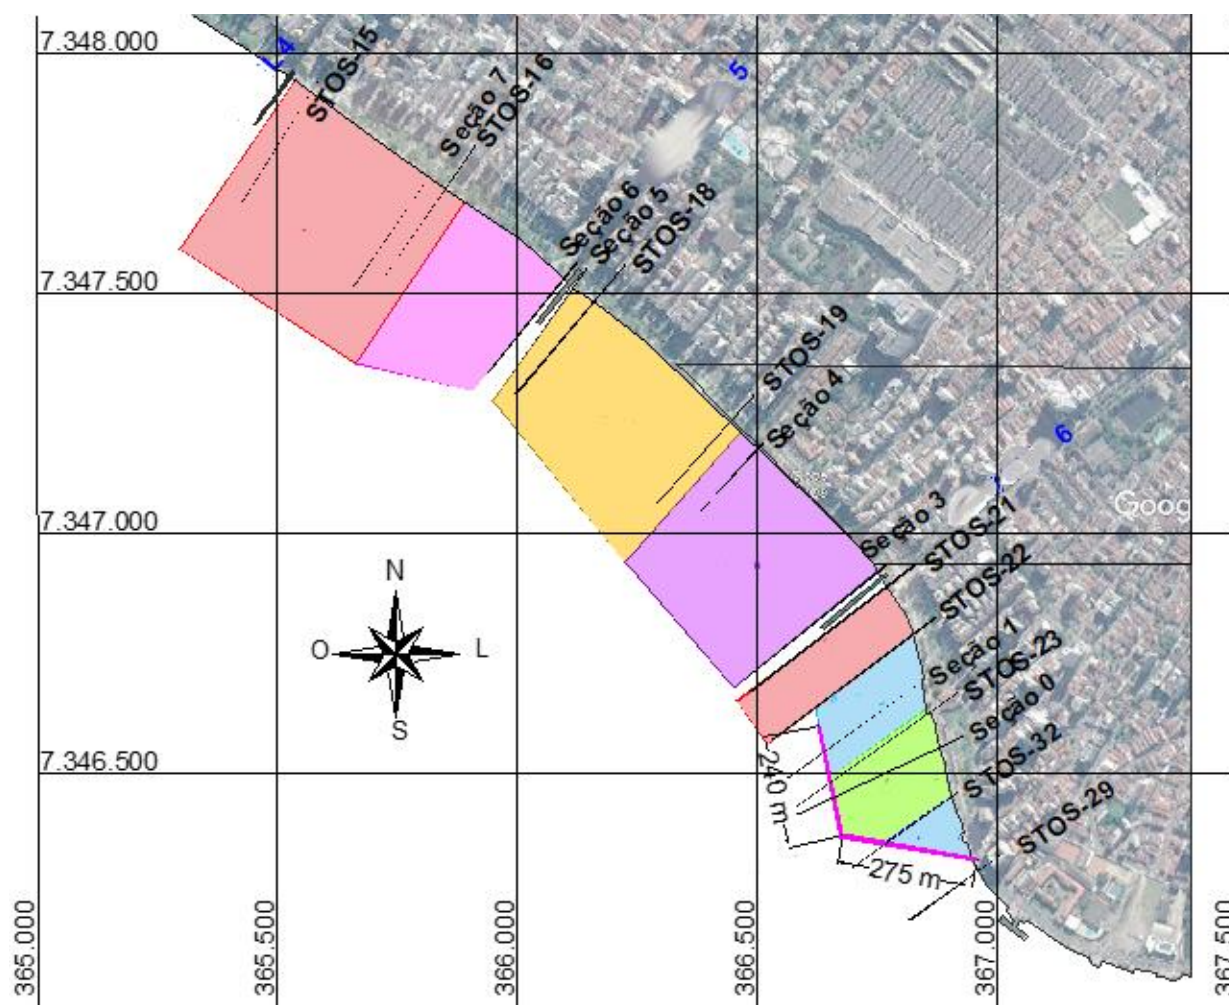 7.348.000
L4
STOS-15
Seção 7
STOS-16
5
Seção 6
Seção 5
STOS-18
7.347.500
STOS-19
Seção 4
6
Goog
7.347.000
Seção 3
STOS-21
STOS-22
N
O
L
S
Seção 1
STOS-23
Seção 0
7.346.500
STOS-32
240 m
STOS-29
275 m
365.000
365.500
366.000
366.500
367.000
367.500